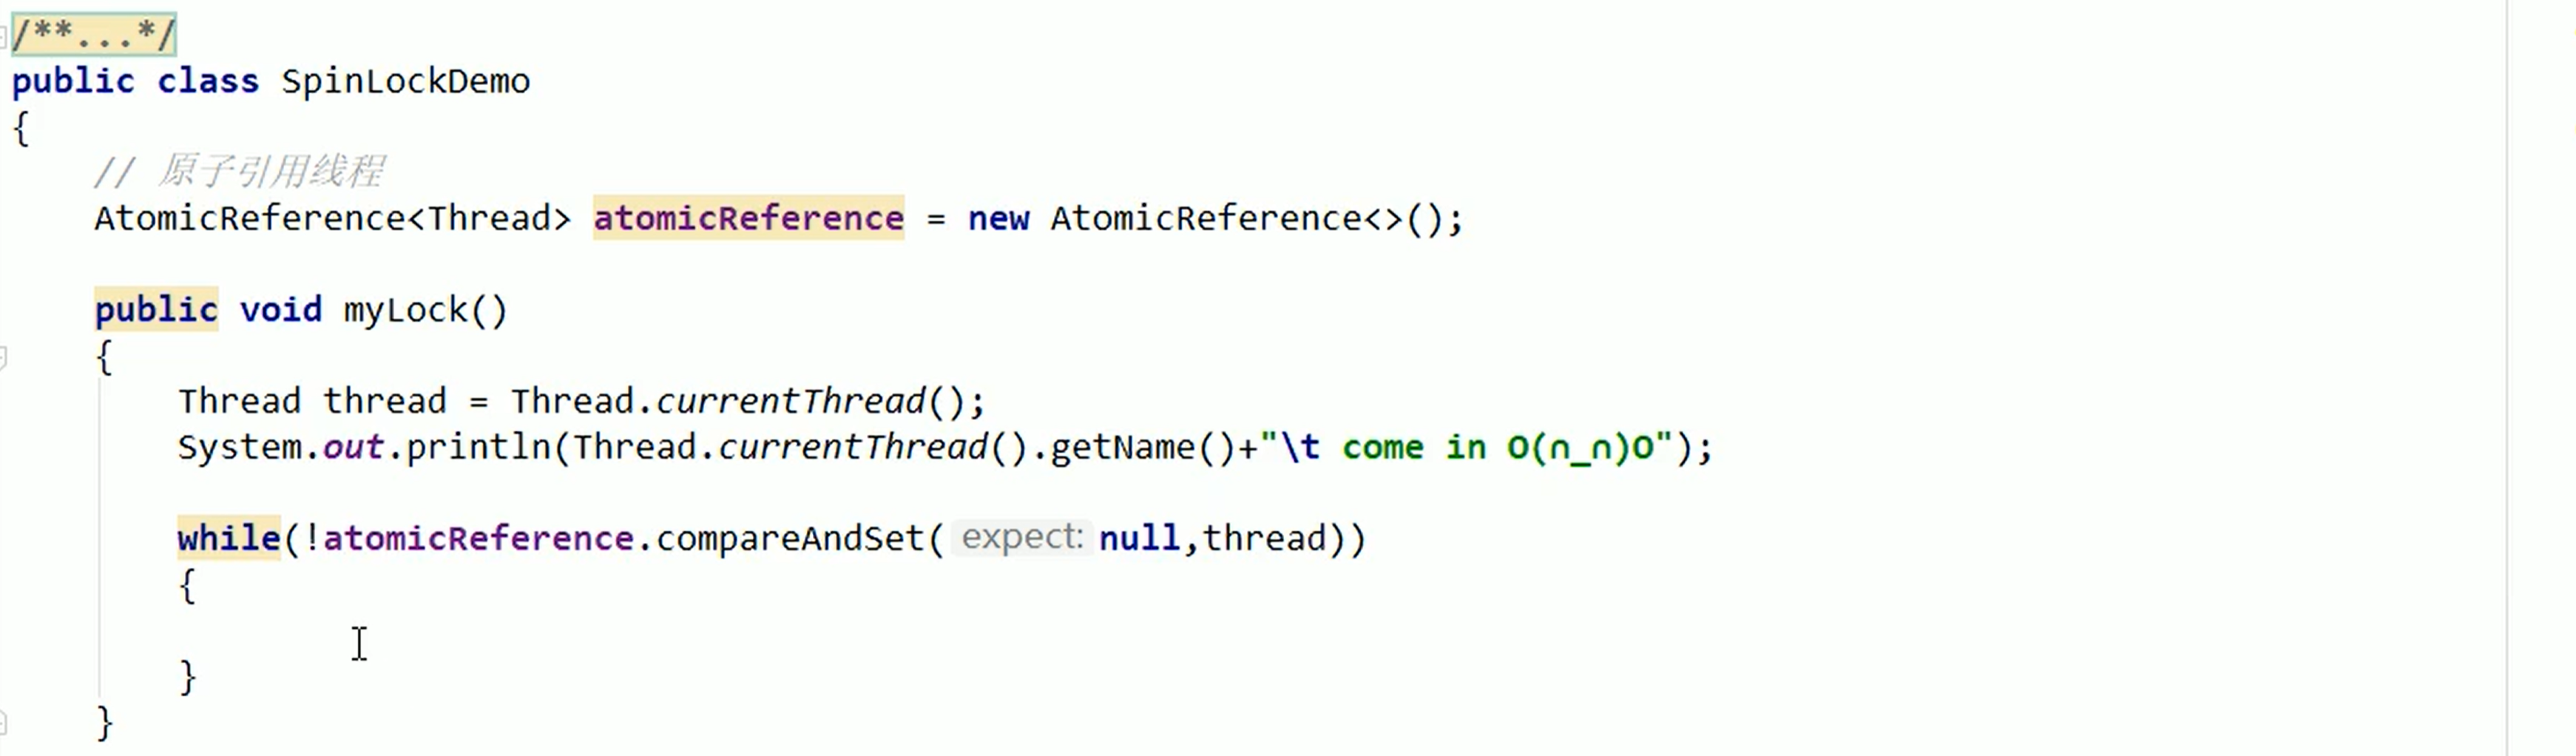 /**...*/
public class SpinLockDemo
{
// 原子引用线程
AtomicReference<Thread> atomicReference = new AtomicReference<>();
public void myLock()
{
Thread thread = Thread.currentThread();
System.out.println(Thread.currentThread().getName()+"\t come in O(∩_∩)O");
while(!atomicReference.compareAndSet( expect: null,thread))
{
}
}